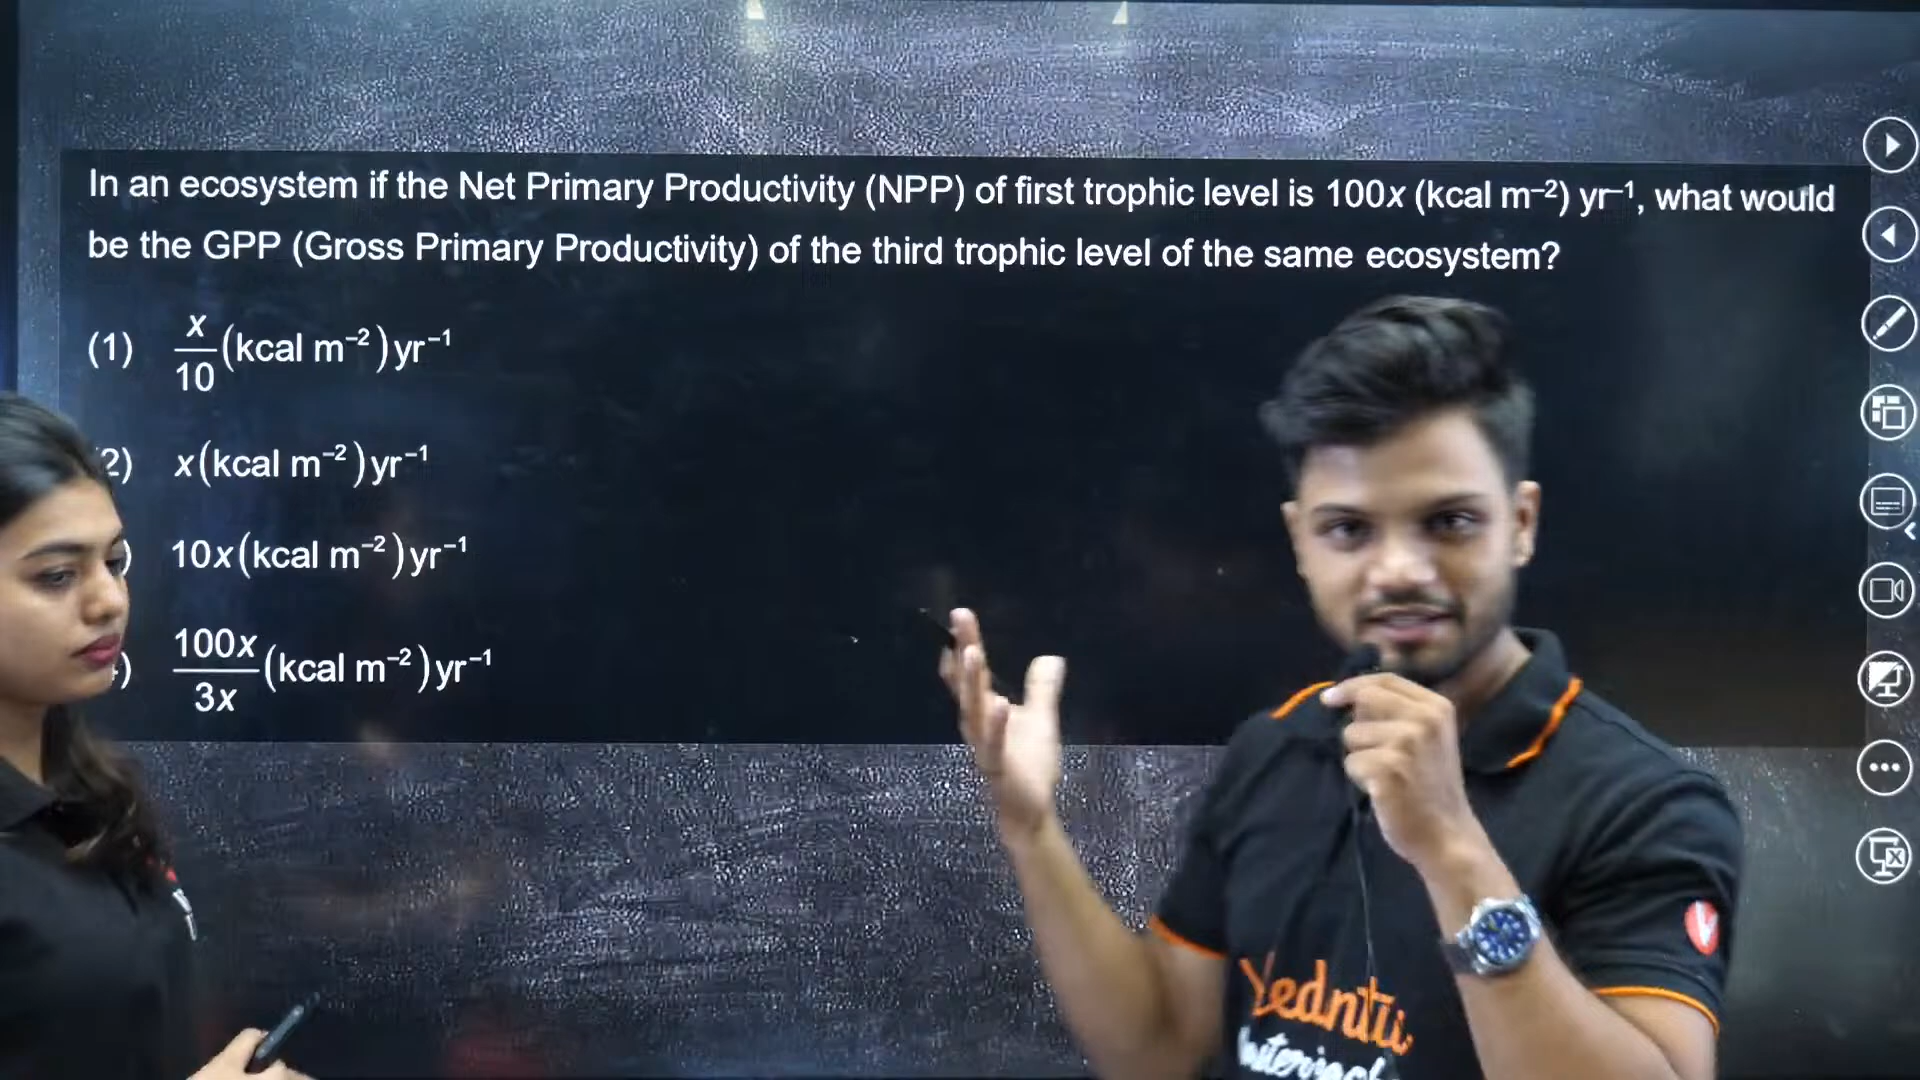 In an ecosystem if the Net Primary Productivity (NPP) of first trophic level is 100x (kcal m⁻²) yr⁻¹, what would
be the GPP (Gross Primary Productivity) of the third trophic level of the same ecosystem?
(1) x/10 (kcal m⁻²) yr⁻¹
2) x(kcal m⁻²) yr⁻¹
) 10x(kcal m⁻²) yr⁻¹
) 100x/3x (kcal m⁻²) yr⁻¹
Vedantu